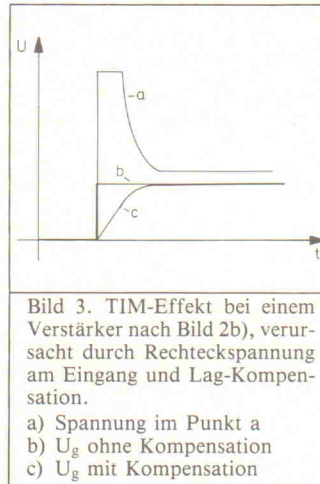 U
a
b
c
t
Bild 3. TIM-Effekt bei einem
Verstärker nach Bild 2b), verur-
sacht durch Rechteckspannung
am Eingang und Lag-Kompen-
sation.
a) Spannung im Punkt a
b) Ug ohne Kompensation
c) Ug mit Kompensation